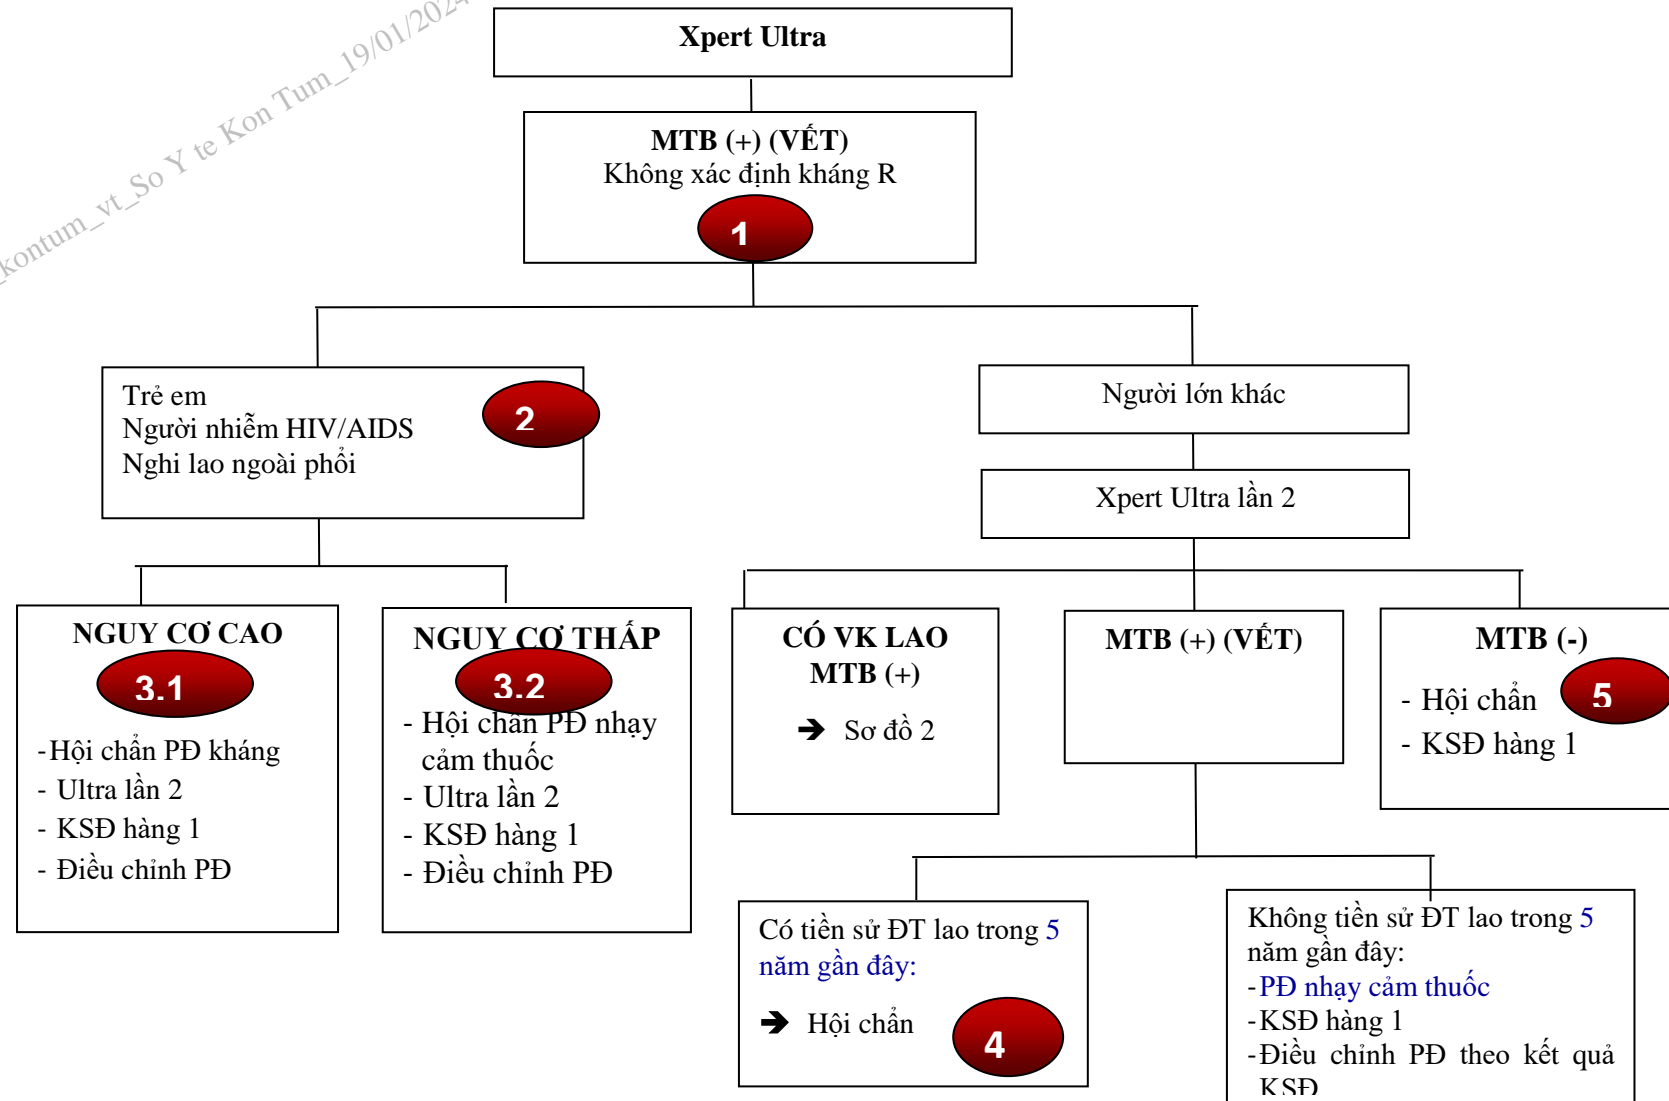 _kontum_vt_So Y te Kon Tum_19/01/2024
Xpert Ultra
MTB (+) (VẾT)
Không xác định kháng R
1
Trẻ em
Người nhiễm HIV/AIDS
Nghi lao ngoài phổi
2
Người lớn khác
Xpert Ultra lần 2
NGUY CƠ CAO
3.1
-Hội chẩn PĐ kháng
- Ultra lần 2
- KSĐ hàng 1
- Điều chỉnh PĐ
NGUY CƠ THẤP
3.2
- Hội chẩn PĐ nhạy
cảm thuốc
- Ultra lần 2
- KSĐ hàng 1
- Điều chỉnh PĐ
CÓ VK LAO
MTB (+)
➔ Sơ đồ 2
MTB (+) (VẾT)
MTB (-)
- Hội chẩn
- KSĐ hàng 1
5
Có tiền sử ĐT lao trong 5
năm gần đây:
➔ Hội chẩn
4
Không tiền sử ĐT lao trong 5
năm gần đây:
-PĐ nhạy cảm thuốc
-KSĐ hàng 1
-Điều chỉnh PĐ theo kết quả
KSĐ